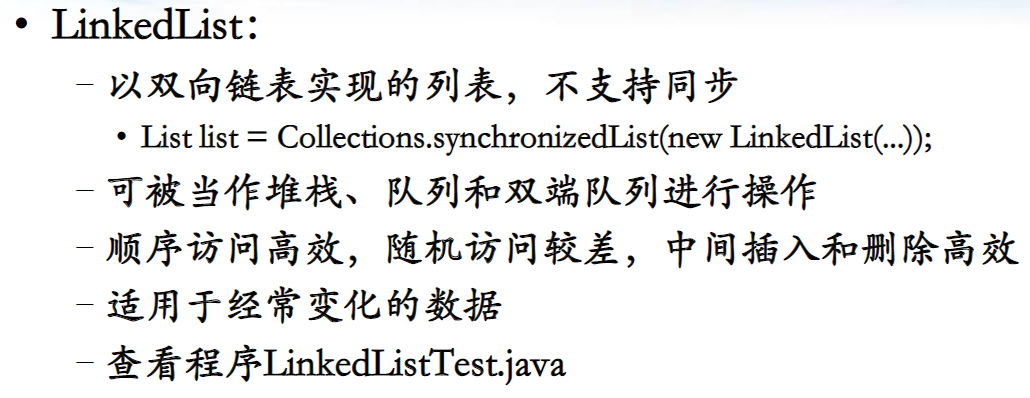 • LinkedList：
– 以双向链表实现的列表，不支持同步
• List list = Collections.synchronizedList(new LinkedList(...));
– 可被当作堆栈、队列和双端队列进行操作
– 顺序访问高效，随机访问较差，中间插入和删除高效
– 适用于经常变化的数据
– 查看程序LinkedListTest.java